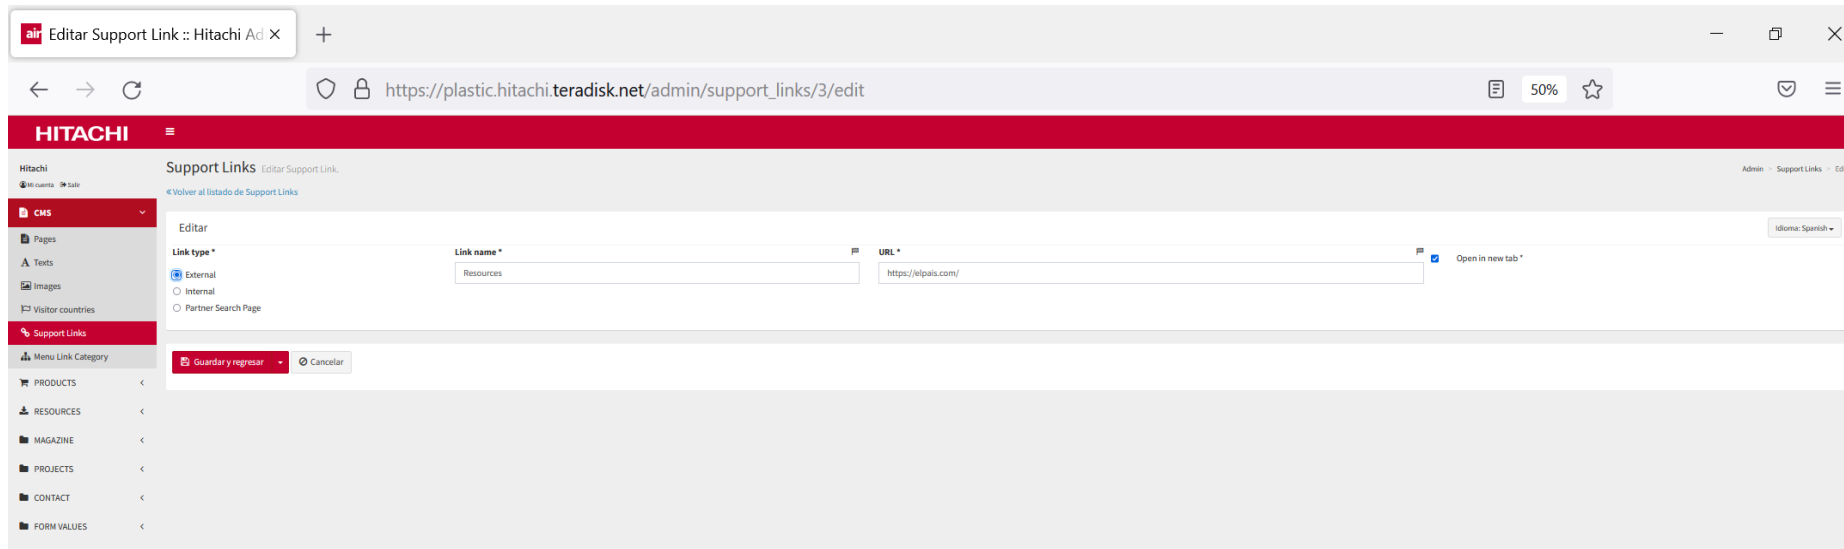 air Editar Support Link :: Hitachi Ad
https://plastic.hitachi.teradisk.net/admin/support_links/3/edit
50%
HITACHI
Hitachi
Mi cuenta Salir
CMS
Pages
Texts
Images
Visitor countries
Support Links
Menu Link Category
PRODUCTS
RESOURCES
MAGAZINE
PROJECTS
CONTACT
FORM VALUES
Support Links Editar Support Link.
Admin > Support Links > Ed
«Volver al listado de Support Links
Editar
Idioma: Spanish
Link type *
External
Internal
Partner Search Page
Link name *
Resources
URL *
https://elpais.com/
Open in new tab *
Guardar y regresar
Cancelar